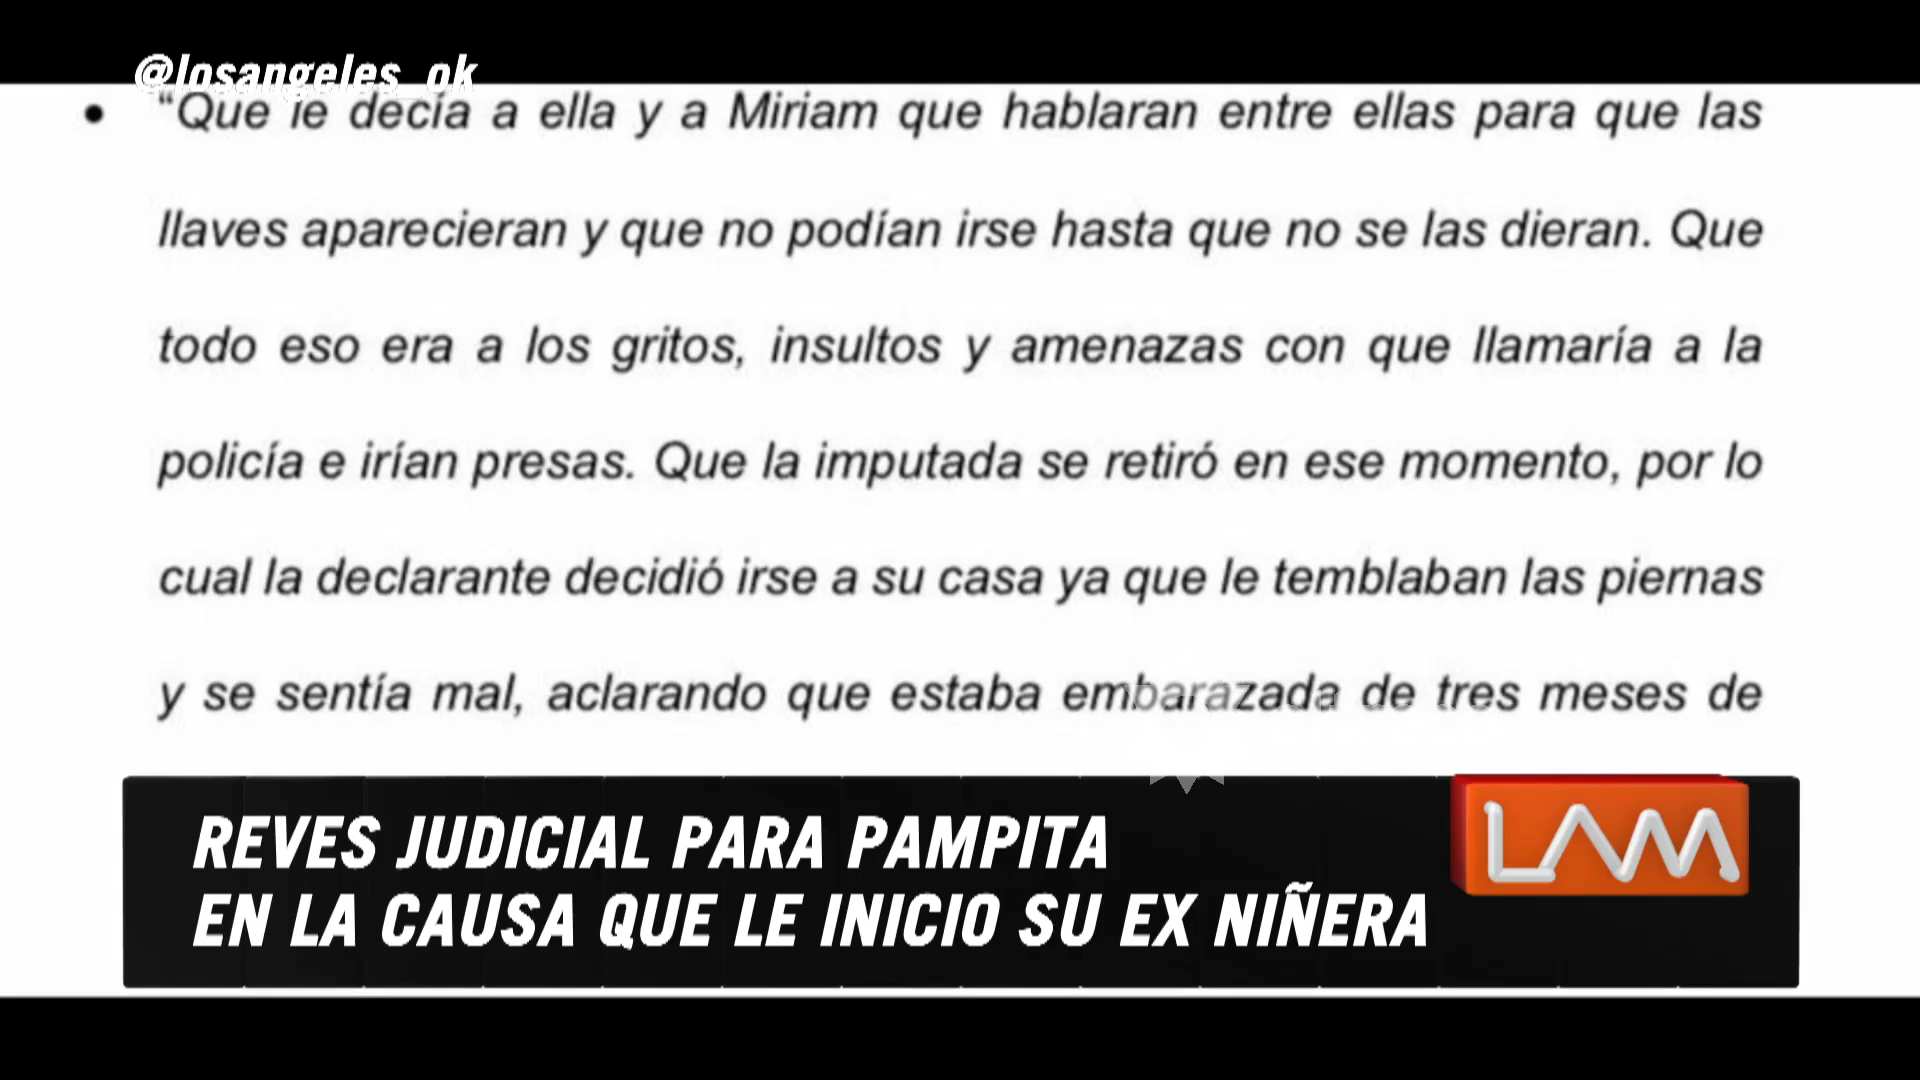 @losangeles_ok
• “Que le decía a ella y a Miriam que hablaran entre ellas para que las
llaves aparecieran y que no podían irse hasta que no se las dieran. Que
todo eso era a los gritos, insultos y amenazas con que llamaría a la
policía e irían presas. Que la imputada se retiró en ese momento, por lo
cual la declarante decidió irse a su casa ya que le temblaban las piernas
y se sentía mal, aclarando que estaba embarazada de tres meses de
REVES JUDICIAL PARA PAMPITA
EN LA CAUSA QUE LE INICIO SU EX NIÑERA
LAM